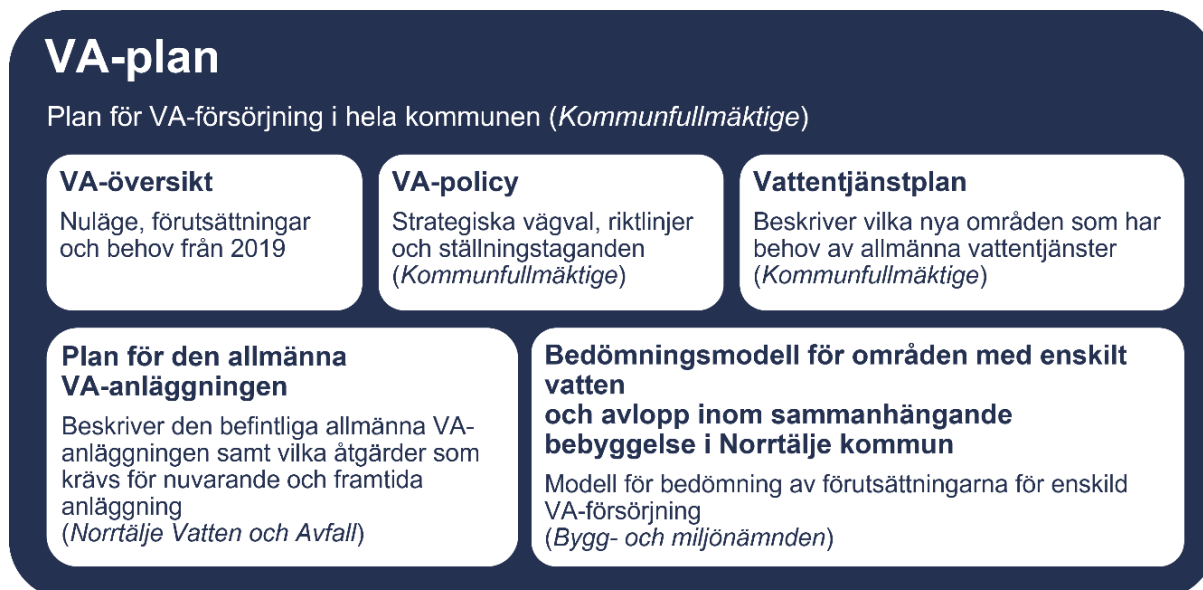 VA-plan
Plan för VA-försörjning i hela kommunen (Kommunfullmäktige)
VA-översikt
Nuläge, förutsättningar
och behov från 2019
VA-policy
Strategiska vägval, riktlinjer
och ställningstaganden
(Kommunfullmäktige)
Vattentjänstplan
Beskriver vilka nya områden som har
behov av allmänna vattentjänster
(Kommunfullmäktige)
Plan för den allmänna
VA-anläggningen
Beskriver den befintliga allmänna VA-
anläggningen samt vilka åtgärder som
krävs för nuvarande och framtida
anläggning
(Norrtälje Vatten och Avfall)
Bedömningsmodell för områden med enskilt
vatten
och avlopp inom sammanhängande
bebyggelse i Norrtälje kommun
Modell för bedömning av förutsättningarna för enskild
VA-försörjning
(Bygg- och miljönämnden)